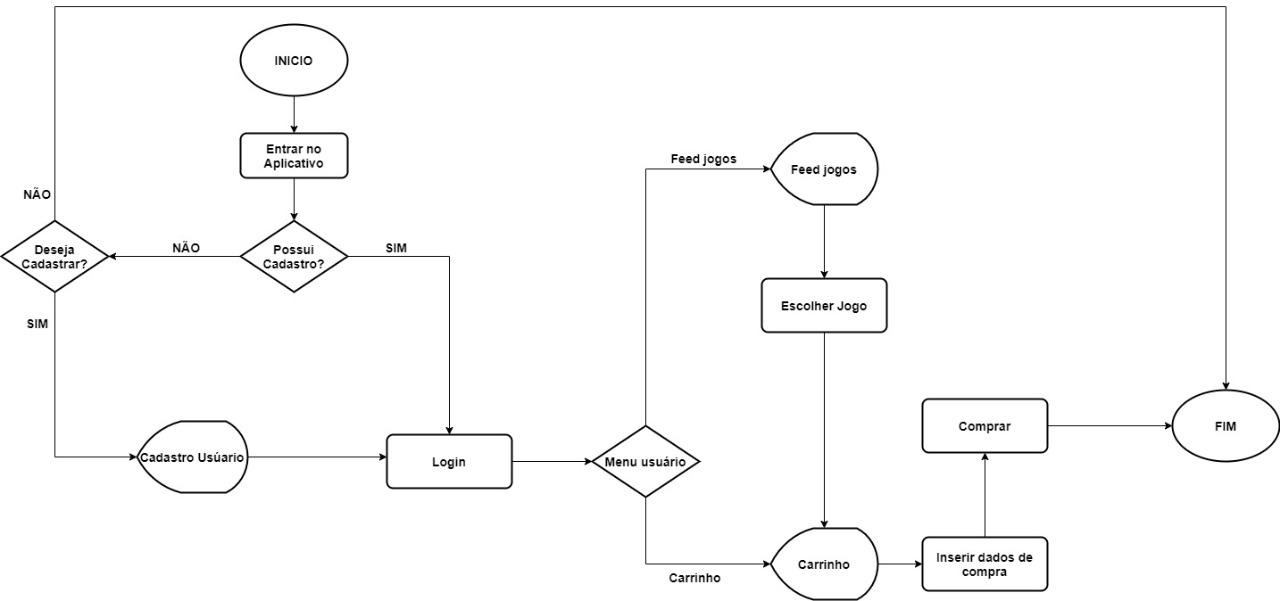 INICIO
Entrar no
Aplicativo
Feed jogos
Feed jogos
NÃO
Deseja
Cadastrar?
NÃO
Possui
Cadastro?
SIM
Escolher Jogo
SIM
Comprar
FIM
Cadastro Usúario
Login
Menu usuário
Carrinho
Carrinho
Inserir dados de
compra